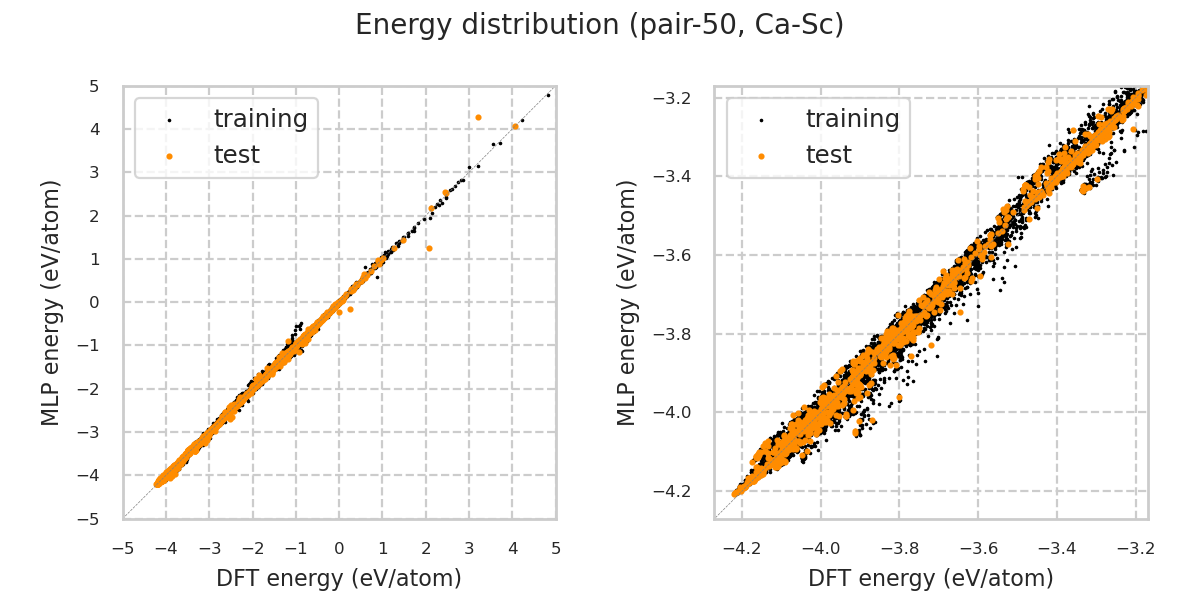 Energy distribution (pair-50, Ca-Sc)
training
test
5
4
3
2
1
0
−1
−2
−3
−4
−5
MLP energy (eV/atom)
−5 −4 −3 −2 −1 0 1 2 3 4 5
DFT energy (eV/atom)
training
test
−3.2
−3.4
−3.6
−3.8
−4.0
−4.2
MLP energy (eV/atom)
−4.2 −4.0 −3.8 −3.6 −3.4 −3.2
DFT energy (eV/atom)